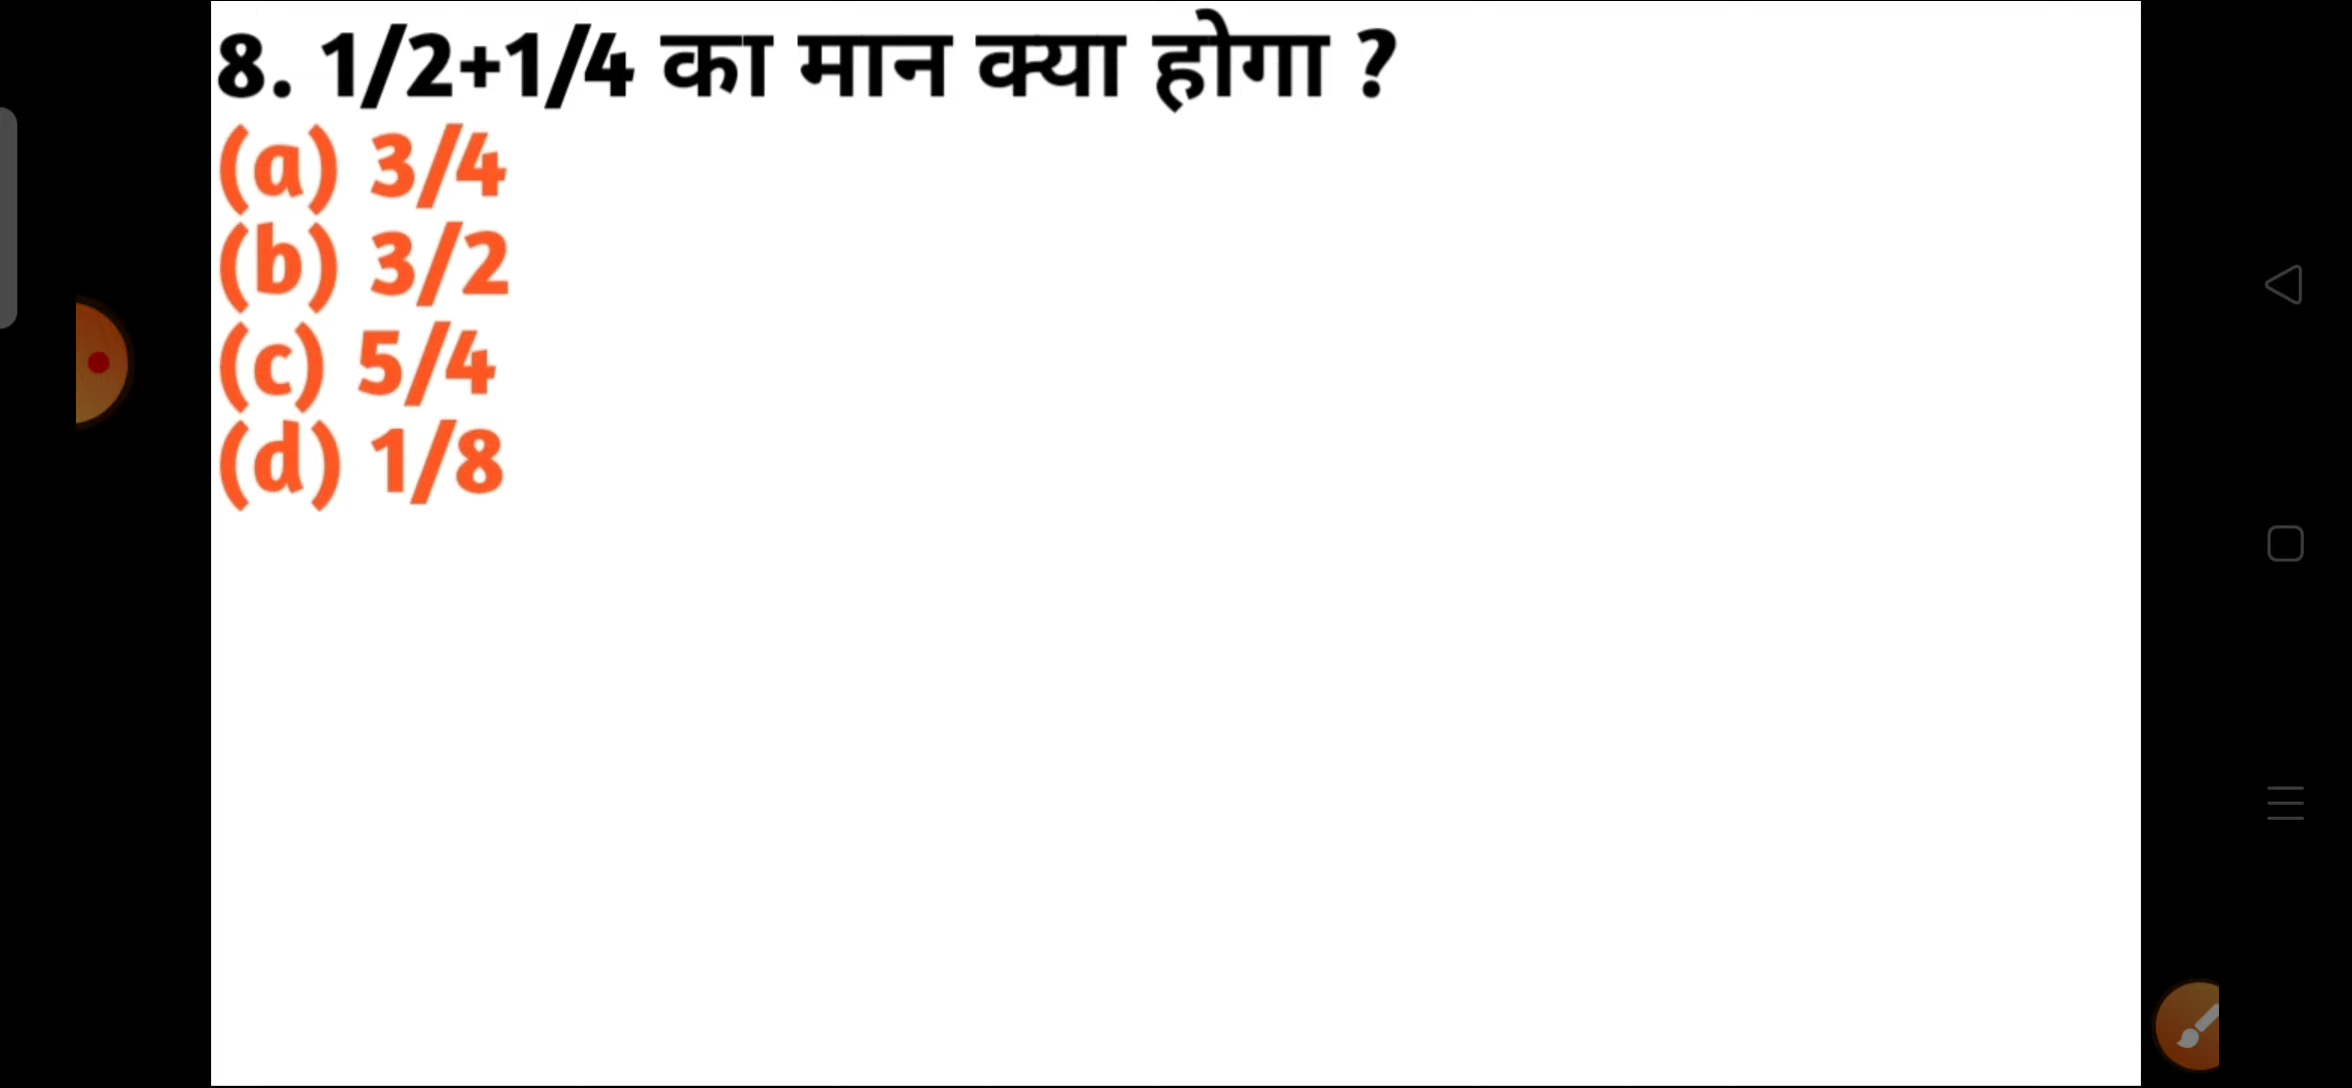 8. 1/2+1/4 का मान क्या होगा ?
(a) 3/4
(b) 3/2
(c) 5/4
(d) 1/8